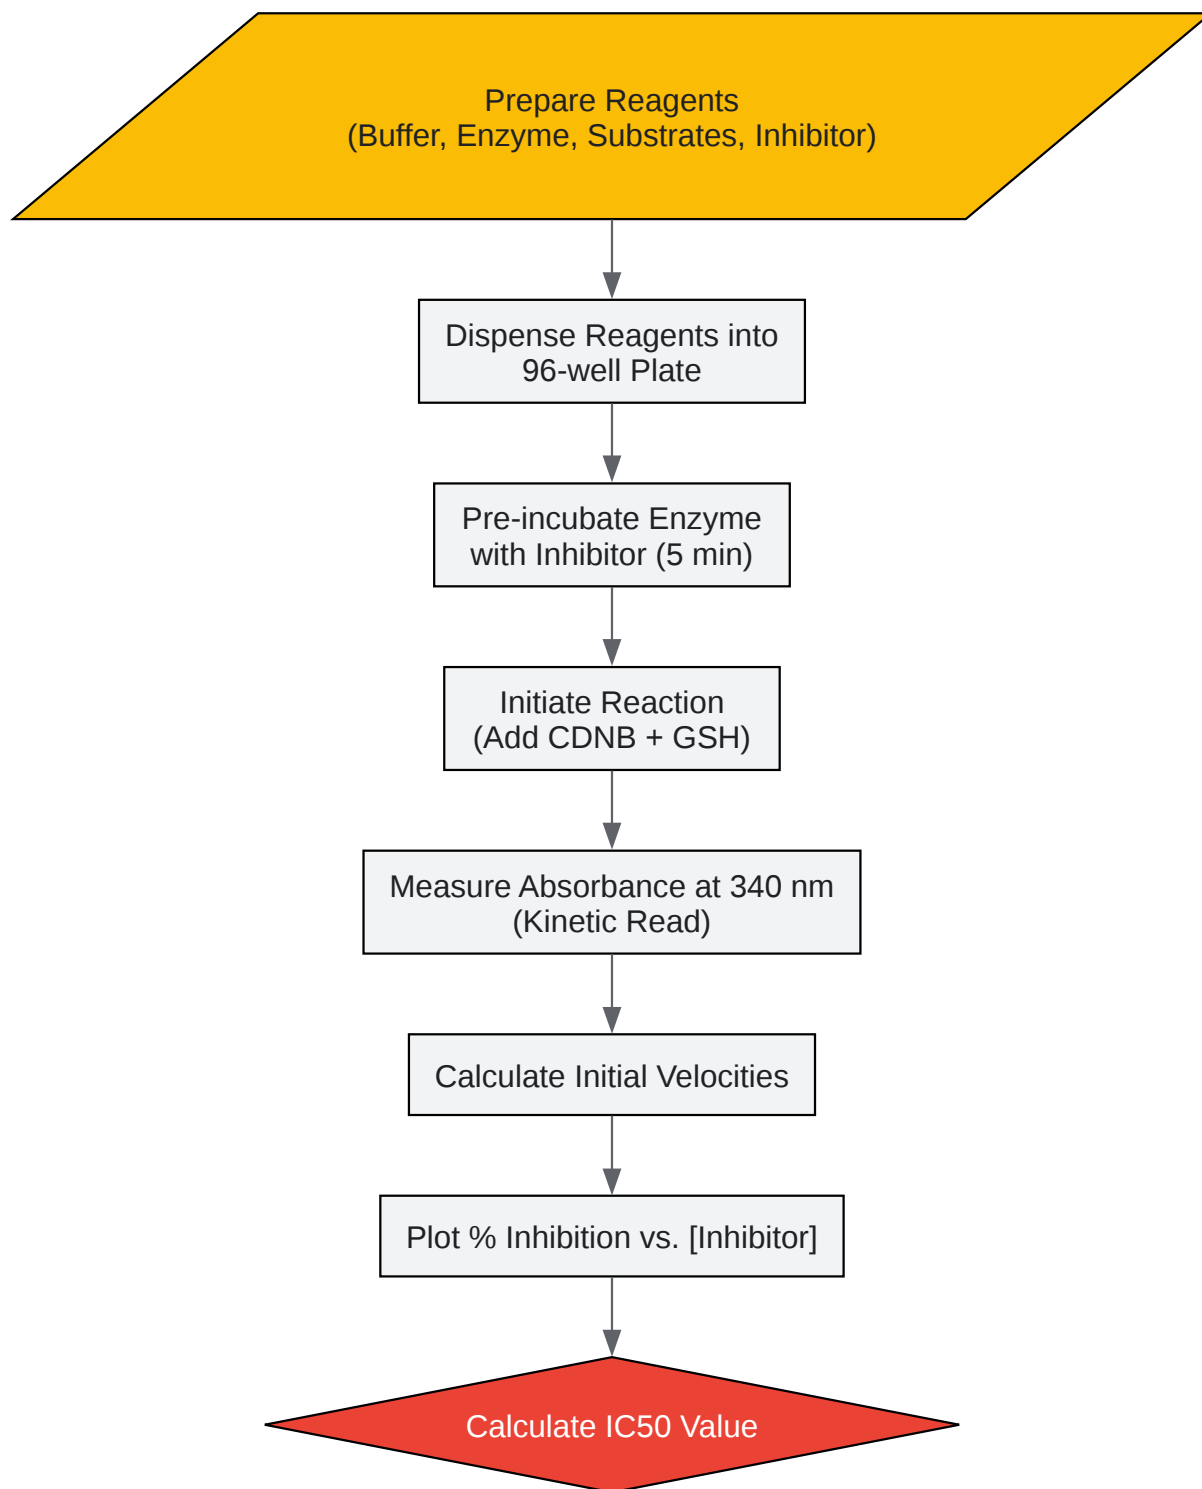 Prepare Reagents
(Buffer, Enzyme, Substrates, Inhibitor)
Dispense Reagents into
96-well Plate
Pre-incubate Enzyme
with Inhibitor (5 min)
Initiate Reaction
(Add CDNB + GSH)
Measure Absorbance at 340 nm
(Kinetic Read)
Calculate Initial Velocities
Plot % Inhibition vs. [Inhibitor]
Calculate IC50 Value